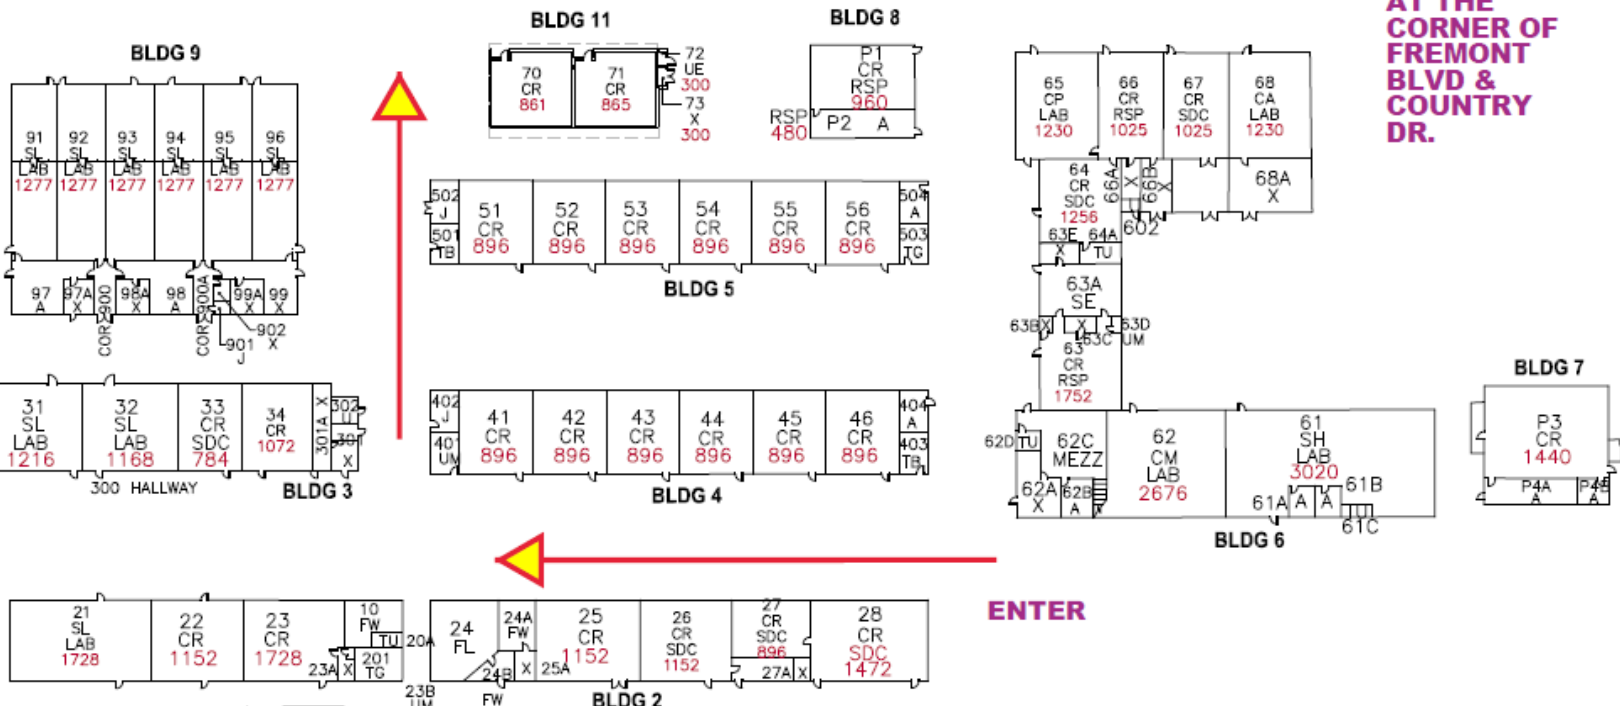 AT THE
CORNER OF
FREMONT
BLVD &
COUNTRY
DR.
BLDG 9
91
SL
LAB
1277
92
SL
LAB
1277
93
SL
LAB
1277
94
SL
LAB
1277
95
SL
LAB
1277
96
SL
LAB
1277
97
A
97A
X
COR 900
98A
X
98
A
COR 900A
99A
X
99
X
902
X
901
J
BLDG 11
70
CR
861
71
CR
865
72
UE
300
73
X
300
BLDG 8
P1
CR
RSP
960
RSP
480
P2 A
502
J
501
TB
51
CR
896
52
CR
896
53
CR
896
54
CR
896
55
CR
896
56
CR
896
504
A
503
TG
BLDG 5
65
CP
LAB
1230
66
CR
RSP
1025
67
CR
SDC
1025
68
CA
LAB
1230
64
CR
SDC
1256
66A
X
66B
X
68A
X
602
63E
X
64A
TU
63A
SE
63B
X
X
63C
63D
UM
63
CR
RSP
1752
31
SL
LAB
1216
32
SL
LAB
1168
33
CR
SDC
784
34
CR
1072
301A X
302
301
X
300 HALLWAY
BLDG 3
402
J
401
UM
41
CR
896
42
CR
896
43
CR
896
44
CR
896
45
CR
896
46
CR
896
404
A
403
TB
BLDG 4
62D
TU
62C
MEZZ
62A
X
62B
A
X
62
CM
LAB
2676
61
SH
LAB
3020
61A
A
A
61B
61C
BLDG 6
BLDG 7
P3
CR
1440
P4A
A
P4B
A
ENTER
21
SL
LAB
1728
22
CR
1152
23
CR
1728
10
FW
TU
20A
23A
X
201
TG
23B
UM
24
FL
24A
FW
24B
FW
X
25A
25
CR
1152
26
CR
SDC
1152
27
CR
SDC
896
27A
X
28
CR
SDC
1472
BLDG 2